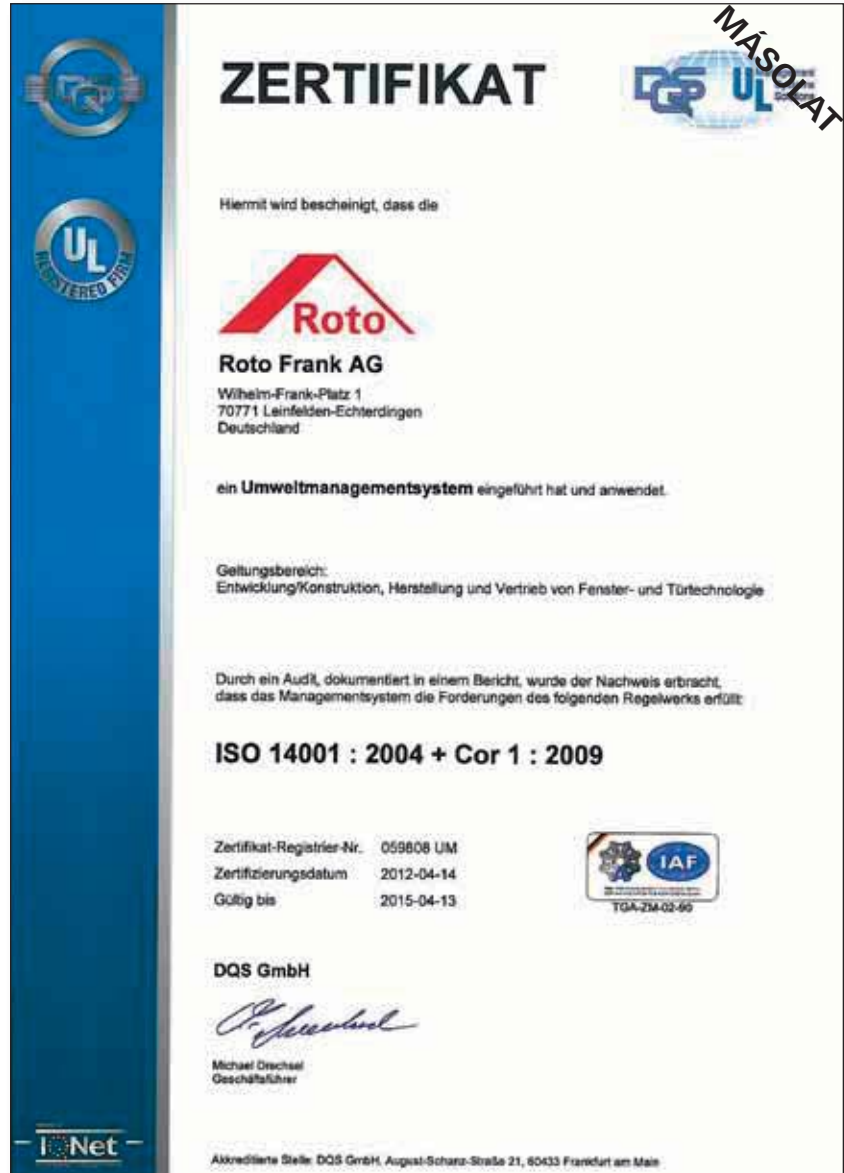 MÁSOLAT
DQS
ZERTIFIKAT
DQS UL
UL
REGISTERED FIRM
Hiermit wird bescheinigt, dass die
Roto
Roto Frank AG
Wilhelm-Frank-Platz 1
70771 Leinfelden-Echterdingen
Deutschland
ein Umweltmanagementsystem eingeführt hat und anwendet.
Geltungsbereich:
Entwicklung/Konstruktion, Herstellung und Vertrieb von Fenster- und Türtechnologie
Durch ein Audit, dokumentiert in einem Bericht, wurde der Nachweis erbracht,
dass das Managementsystem die Forderungen des folgenden Regelwerks erfüllt:
ISO 14001 : 2004 + Cor 1 : 2009
Zertifikat-Registrier-Nr. 059808 UM
Zertifizierungsdatum 2012-04-14
Gültig bis 2015-04-13
IAF
TGA-ZM-02-90
DQS GmbH
Michael Drechsel
Geschäftsführer
- IQNet -
Akkreditierte Stelle: DQS GmbH, August-Schanz-Straße 21, 60433 Frankfurt am Main